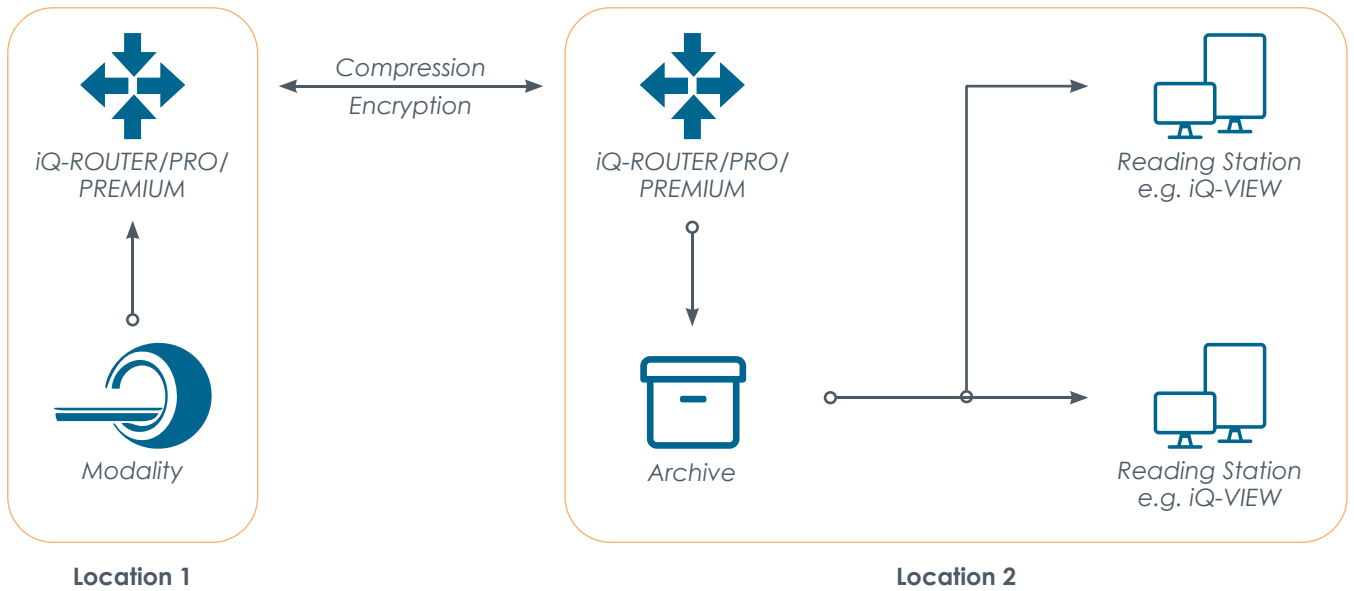 iQ-ROUTER/PRO/
PREMIUM
Modality
Location 1
Compression
Encryption
iQ-ROUTER/PRO/
PREMIUM
Archive
Reading Station
e.g. iQ-VIEW
Reading Station
e.g. iQ-VIEW
Location 2